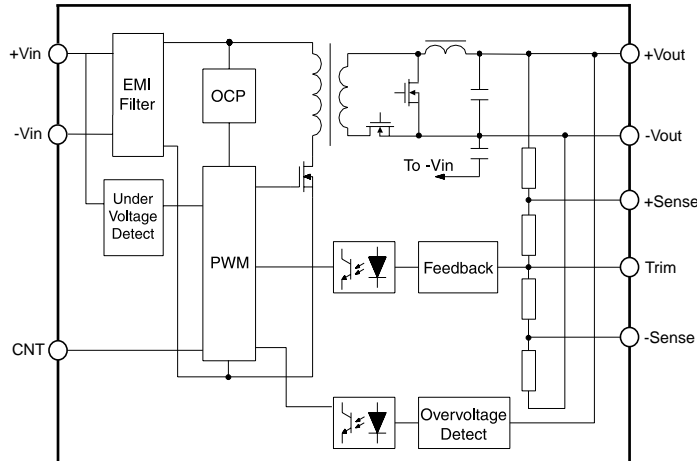 +Vin
EMI
Filter
OCP
-Vin
Under
Voltage
Detect
PWM
CNT
To -Vin
Feedback
Overvoltage
Detect
+Vout
-Vout
+Sense
Trim
-Sense